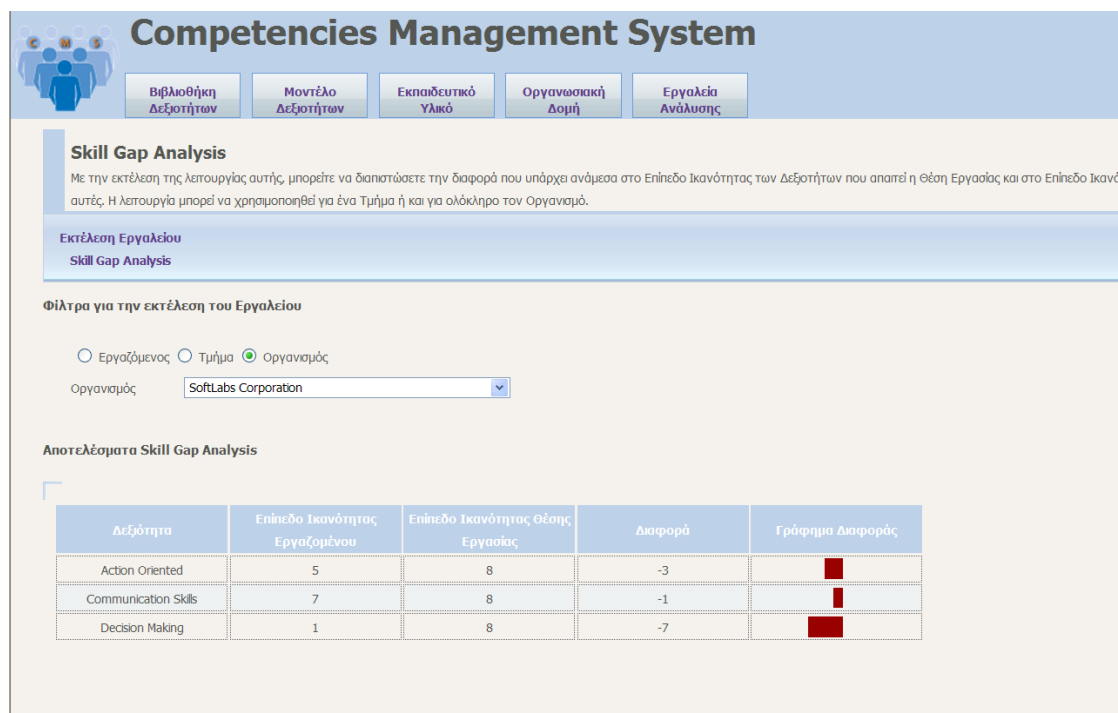 C M S
Competencies Management System
Βιβλιοθήκη Δεξιοτήτων
Μοντέλο Δεξιοτήτων
Εκπαιδευτικό Υλικό
Οργανωσιακή Δομή
Εργαλεία Ανάλυσης
Skill Gap Analysis
Με την εκτέλεση της λειτουργίας αυτής, μπορείτε να διαπιστώσετε την διαφορά που υπάρχει ανάμεσα στο Επίπεδο Ικανότητας των Δεξιοτήτων που απαιτεί η Θέση Εργασίας και στο Επίπεδο Ικανό
αυτές. Η λειτουργία μπορεί να χρησιμοποιηθεί για ένα Τμήμα ή και για ολόκληρο τον Οργανισμό.
Εκτέλεση Εργαλείου
Skill Gap Analysis
Φίλτρα για την εκτέλεση του Εργαλείου
Εργαζόμενος Τμήμα Οργανισμός
Οργανισμός SoftLabs Corporation
Αποτελέσματα Skill Gap Analysis
Δεξιότητα Επίπεδο Ικανότητας Εργαζομένου Επίπεδο Ικανότητας Θέσης Εργασίας Διαφορά Γράφημα Διαφοράς
Action Oriented 5 8 -3
Communication Skills 7 8 -1
Decision Making 1 8 -7